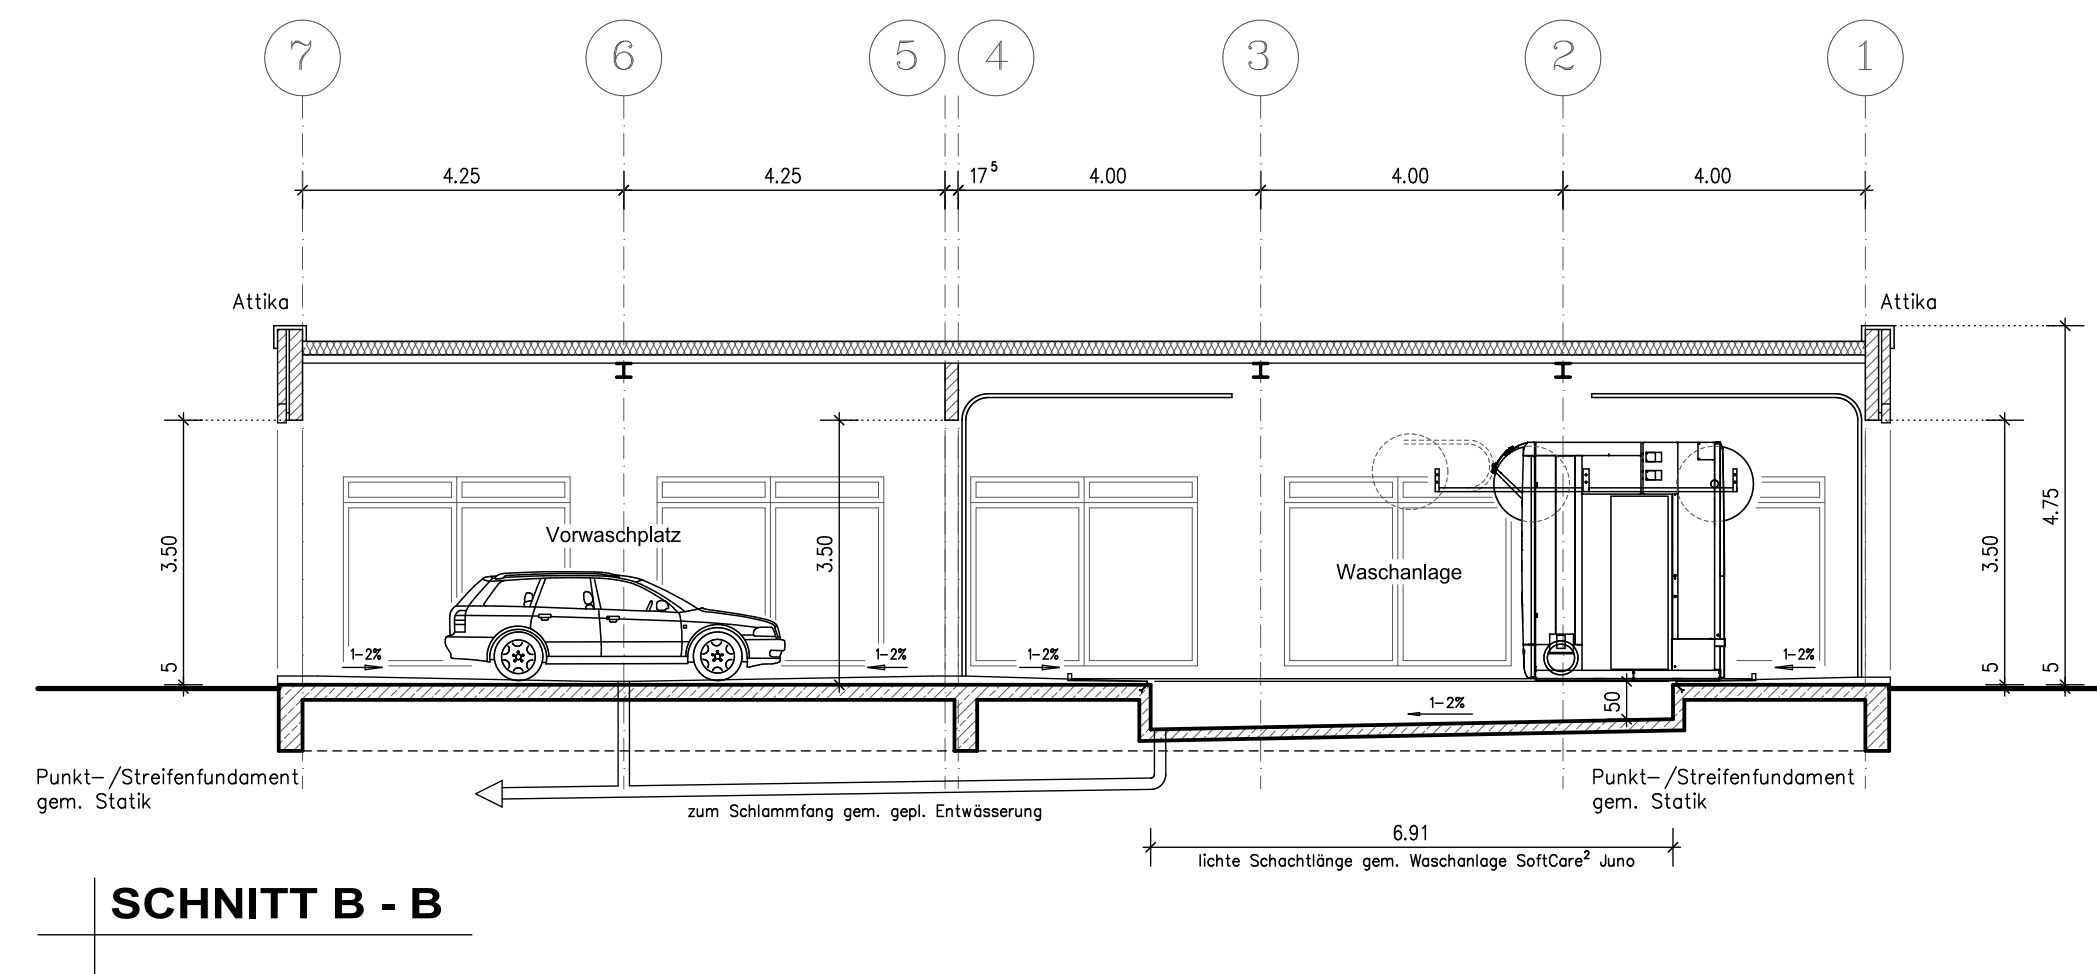 7 6 5 4 3 2 1
4.25 4.25 17⁵ 4.00 4.00 4.00
Attika Attika
3.50 3.50 3.50 4.75
Vorwaschplatz
Waschanlage
1-2% 1-2% 1-2% 1-2%
5 5 5
1-2% 50
Punkt-/Streifenfundament
gem. Statik
zum Schlammfang gem. gepl. Entwässerung
Punkt-/Streifenfundament
gem. Statik
6.91
lichte Schachtlänge gem. Waschanlage SoftCare² Juno
SCHNITT B - B